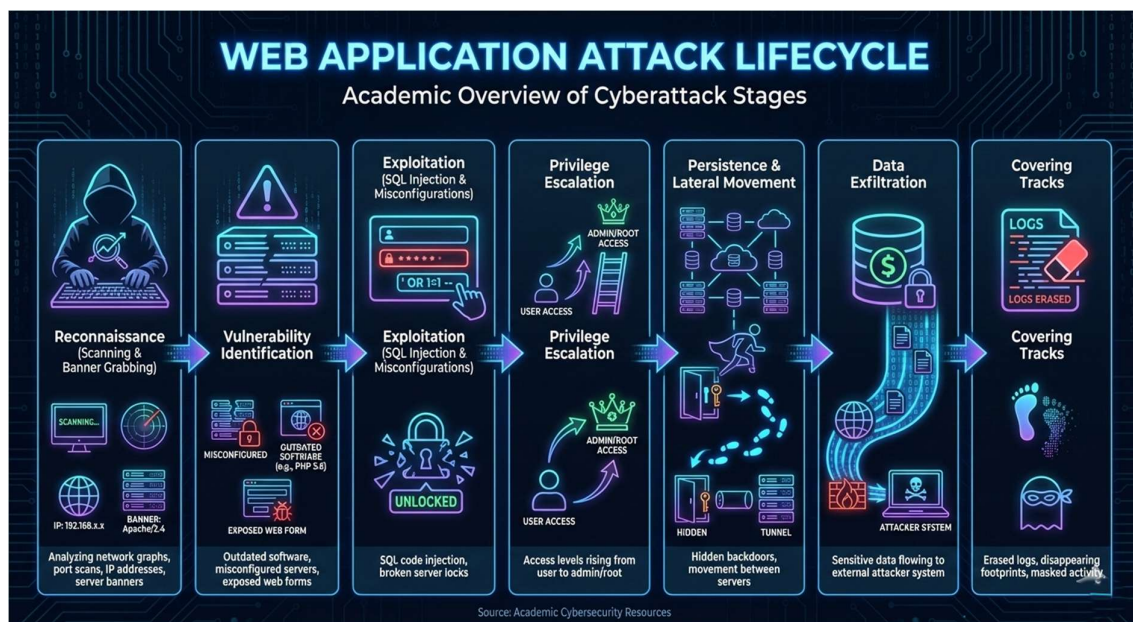 WEB APPLICATION ATTACK LIFECYCLE
Academic Overview of Cyberattack Stages
Reconnaissance
(Scanning &
Banner Grabbing)
SCANNING...
IP: 192.168.x.x
BANNER:
Apache/2.4
Analyzing network graphs,
port scans, IP addresses,
server banners
Vulnerability
Identification
MISCONFIGURED
OUTDATED
(e.g., PHP 5.6)
EXPOSED WEB FORM
Outdated software,
misconfigured servers,
exposed web forms
Exploitation
(SQL Injection &
Misconfigurations)
' OR 1=1 --
Exploitation
(SQL Injection &
Misconfigurations)
UNLOCKED
SQL code injection,
broken server locks
Privilege
Escalation
ADMIN/ROOT
ACCESS
USER ACCESS
Privilege
Escalation
ADMIN/ROOT
ACCESS
USER ACCESS
Access levels rising from
user to admin/root
Persistence &
Lateral Movement
HIDDEN
TUNNEL
Hidden backdoors,
movement between
servers
Data
Exfiltration
$
ATTACKER SYSTEM
Sensitive data flowing to
external attacker system
Covering
Tracks
LOGS
LOGS ERASED
Covering
Tracks
Erased logs, disappearing
footprints, masked activity
Source: Academic Cybersecurity Resources